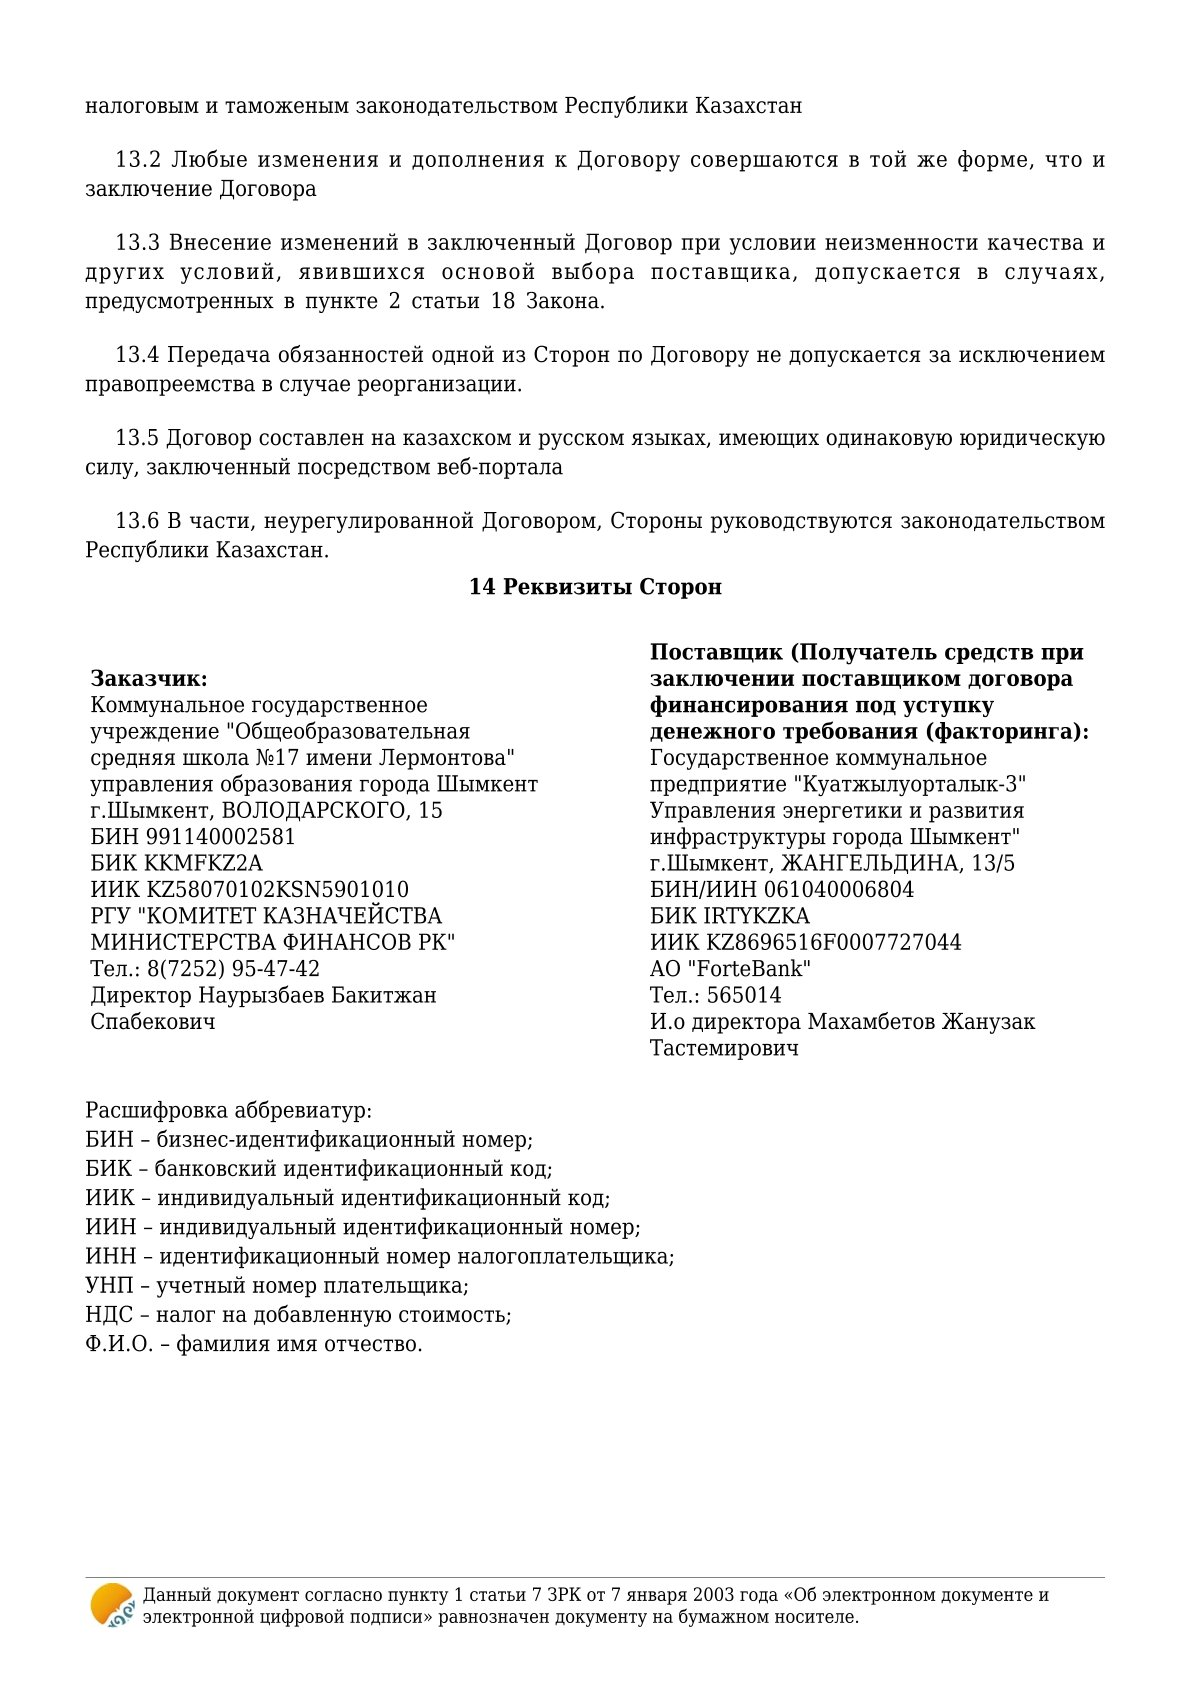 налоговым и таможеным законодательством Республики Казахстан
13.2 Любые изменения и дополнения к Договору совершаются в той же форме, что и
заключение Договора
13.3 Внесение изменений в заключенный Договор при условии неизменности качества и
других условий, явившихся основой выбора поставщика, допускается в случаях,
предусмотренных в пункте 2 статьи 18 Закона.
13.4 Передача обязанностей одной из Сторон по Договору не допускается за исключением
правопреемства в случае реорганизации.
13.5 Договор составлен на казахском и русском языках, имеющих одинаковую юридическую
силу, заключенный посредством веб-портала
13.6 В части, неурегулированной Договором, Стороны руководствуются законодательством
Республики Казахстан.
14 Реквизиты Сторон
Заказчик:
Коммунальное государственное
учреждение "Общеобразовательная
средняя школа №17 имени Лермонтова"
управления образования города Шымкент
г.Шымкент, ВОЛОДАРСКОГО, 15
БИН 991140002581
БИК KKMFKZ2A
ИИК KZ58070102KSN5901010
РГУ "КОМИТЕТ КАЗНАЧЕЙСТВА
МИНИСТЕРСТВА ФИНАНСОВ РК"
Тел.: 8(7252) 95-47-42
Директор Наурызбаев Бакитжан
Спабекович
Поставщик (Получатель средств при
заключении поставщиком договора
финансирования под уступку
денежного требования (факторинга):
Государственное коммунальное
предприятие "Куатжылуорталык-3"
Управления энергетики и развития
инфраструктуры города Шымкент"
г.Шымкент, ЖАНГЕЛЬДИНА, 13/5
БИН/ИИН 061040006804
БИК IRTYKZKA
ИИК KZ8696516F0007727044
АО "ForteBank"
Тел.: 565014
И.о директора Махамбетов Жанузак
Тастемирович
Расшифровка аббревиатур:
БИН – бизнес-идентификационный номер;
БИК – банковский идентификационный код;
ИИК – индивидуальный идентификационный код;
ИИН – индивидуальный идентификационный номер;
ИНН – идентификационный номер налогоплательщика;
УНП – учетный номер плательщика;
НДС – налог на добавленную стоимость;
Ф.И.О. – фамилия имя отчество.
Данный документ согласно пункту 1 статьи 7 ЗРК от 7 января 2003 года «Об электронном документе и
электронной цифровой подписи» равнозначен документу на бумажном носителе.